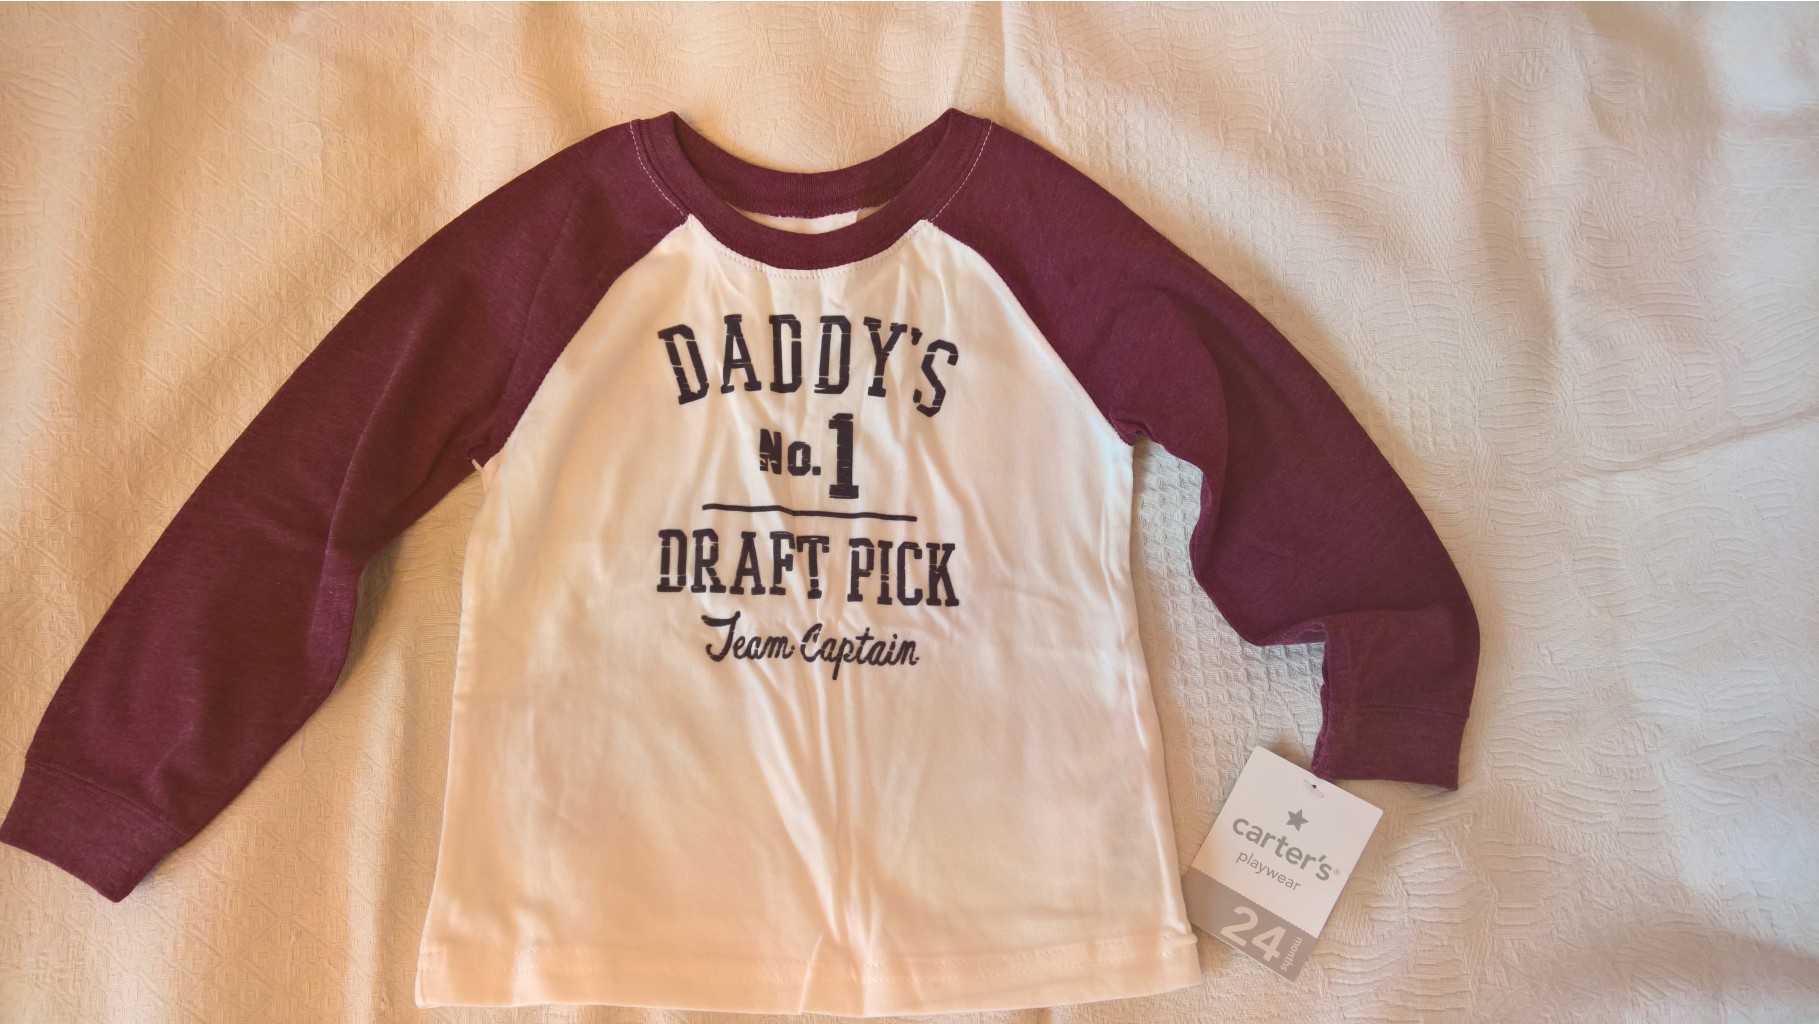 DADDY'S
No. 1
DRAFT PICK
Team Captain
carter's®
playwear
24 months